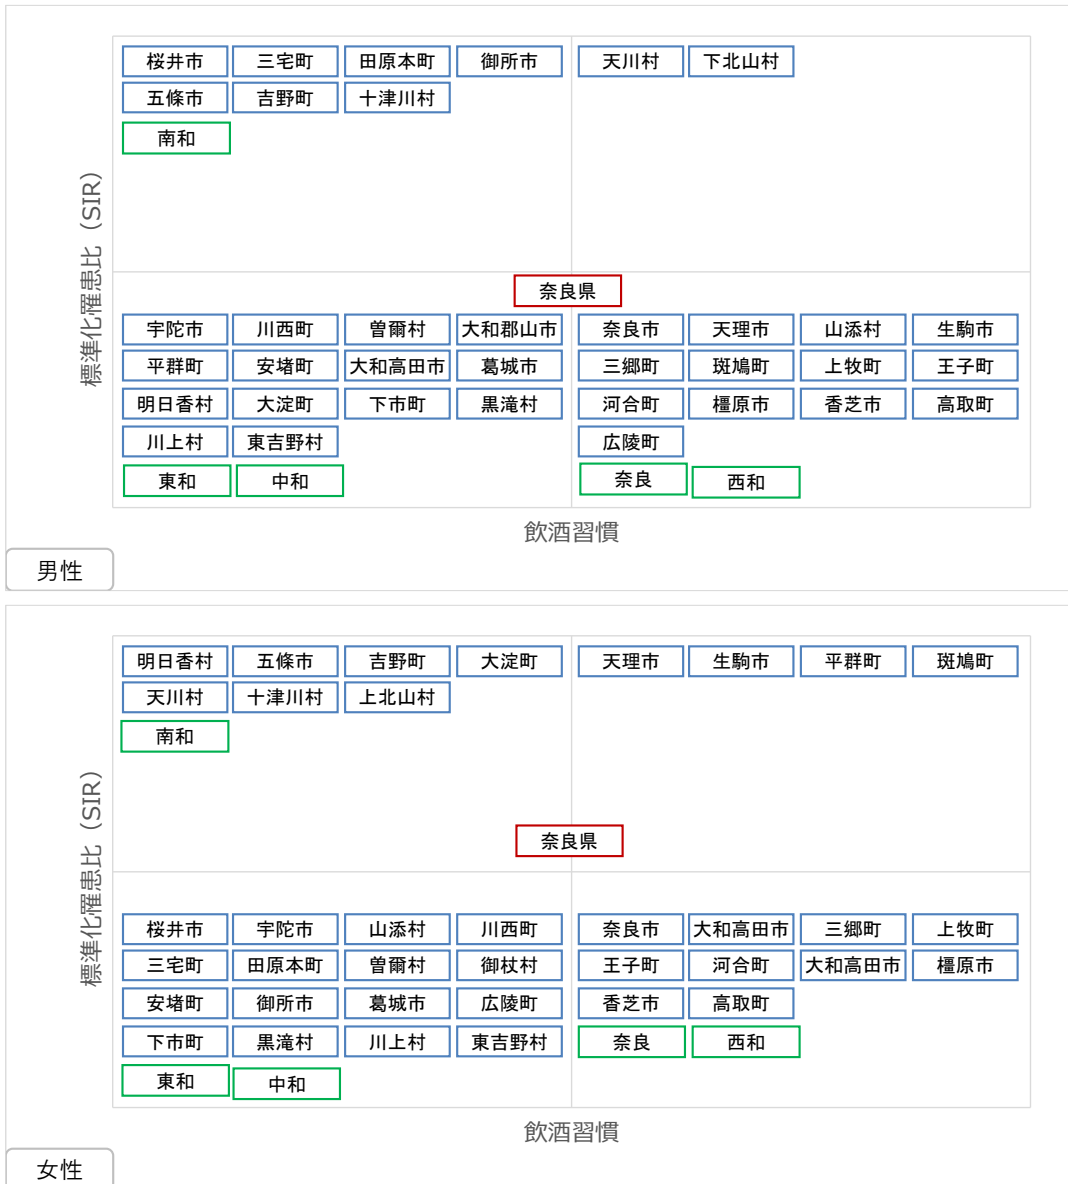 桜井市 三宅町 田原本町 御所市 天川村 下北山村
五條市 吉野町 十津川村
南和
標準化罹患比（SIR）
奈良県
宇陀市 川西町 曽爾村 大和郡山市 奈良市 天理市 山添村 生駒市
平群町 安堵町 大和高田市 葛城市 三郷町 斑鳩町 上牧町 王子町
明日香村 大淀町 下市町 黒滝村 河合町 橿原市 香芝市 高取町
川上村 東吉野村 広陵町
東和 中和 奈良 西和
飲酒習慣
男性
明日香村 五條市 吉野町 大淀町 天理市 生駒市 平群町 斑鳩町
天川村 十津川村 上北山村
南和
標準化罹患比（SIR）
奈良県
桜井市 宇陀市 山添村 川西町 奈良市 大和高田市 三郷町 上牧町
三宅町 田原本町 曽爾村 御杖村 王子町 河合町 大和高田市 橿原市
安堵町 御所市 葛城市 広陵町 香芝市 高取町
下市町 黒滝村 川上村 東吉野村 奈良 西和
東和 中和
飲酒習慣
女性